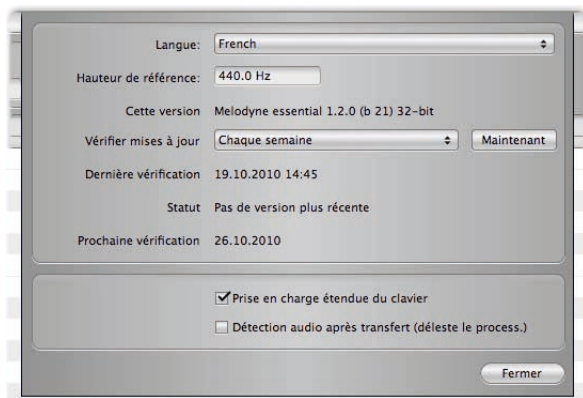 Langue: French
Hauteur de référence: 440.0 Hz
Cette version Melodyne essential 1.2.0 (b 21) 32-bit
Vérifier mises à jour Chaque semaine Maintenant
Dernière vérification 19.10.2010 14:45
Statut Pas de version plus récente
Prochaine vérification 26.10.2010
Prise en charge étendue du clavier
Détection audio après transfert (déleste le process.)
Fermer